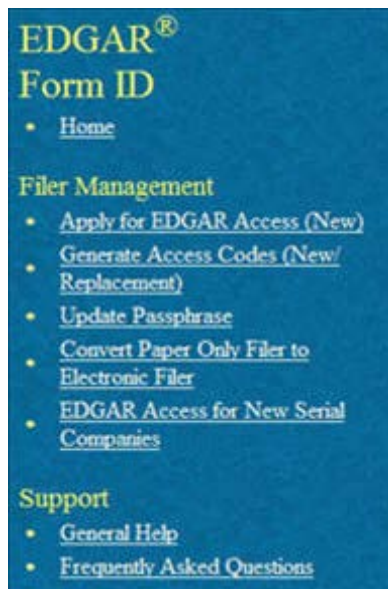 EDGAR®
Form ID
• Home
Filer Management
• Apply for EDGAR Access (New)
• Generate Access Codes (New/
Replacement)
• Update Passphrase
• Convert Paper Only Filer to
Electronic Filer
• EDGAR Access for New Serial
Companies
Support
• General Help
• Frequently Asked Questions